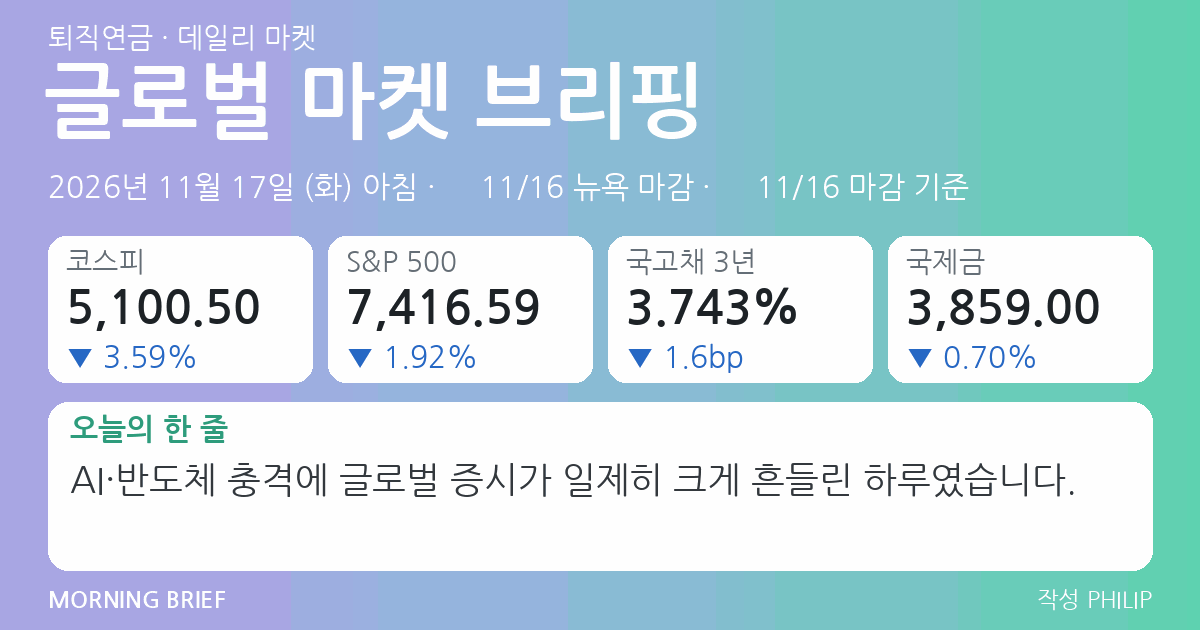 퇴직연금 · 데일리 마켓
글로벌 마켓 브리핑
2026년 11월 17일 (화) 아침 · 11/16 뉴욕 마감 · 11/16 마감 기준
코스피
5,100.50
▼ 3.59%
S&P 500
7,416.59
▼ 1.92%
국고채 3년
3.743%
▼ 1.6bp
국제금
3,859.00
▼ 0.70%
오늘의 한 줄
AI·반도체 충격에 글로벌 증시가 일제히 크게 흔들린 하루였습니다.
MORNING BRIEF
작성 PHILIP